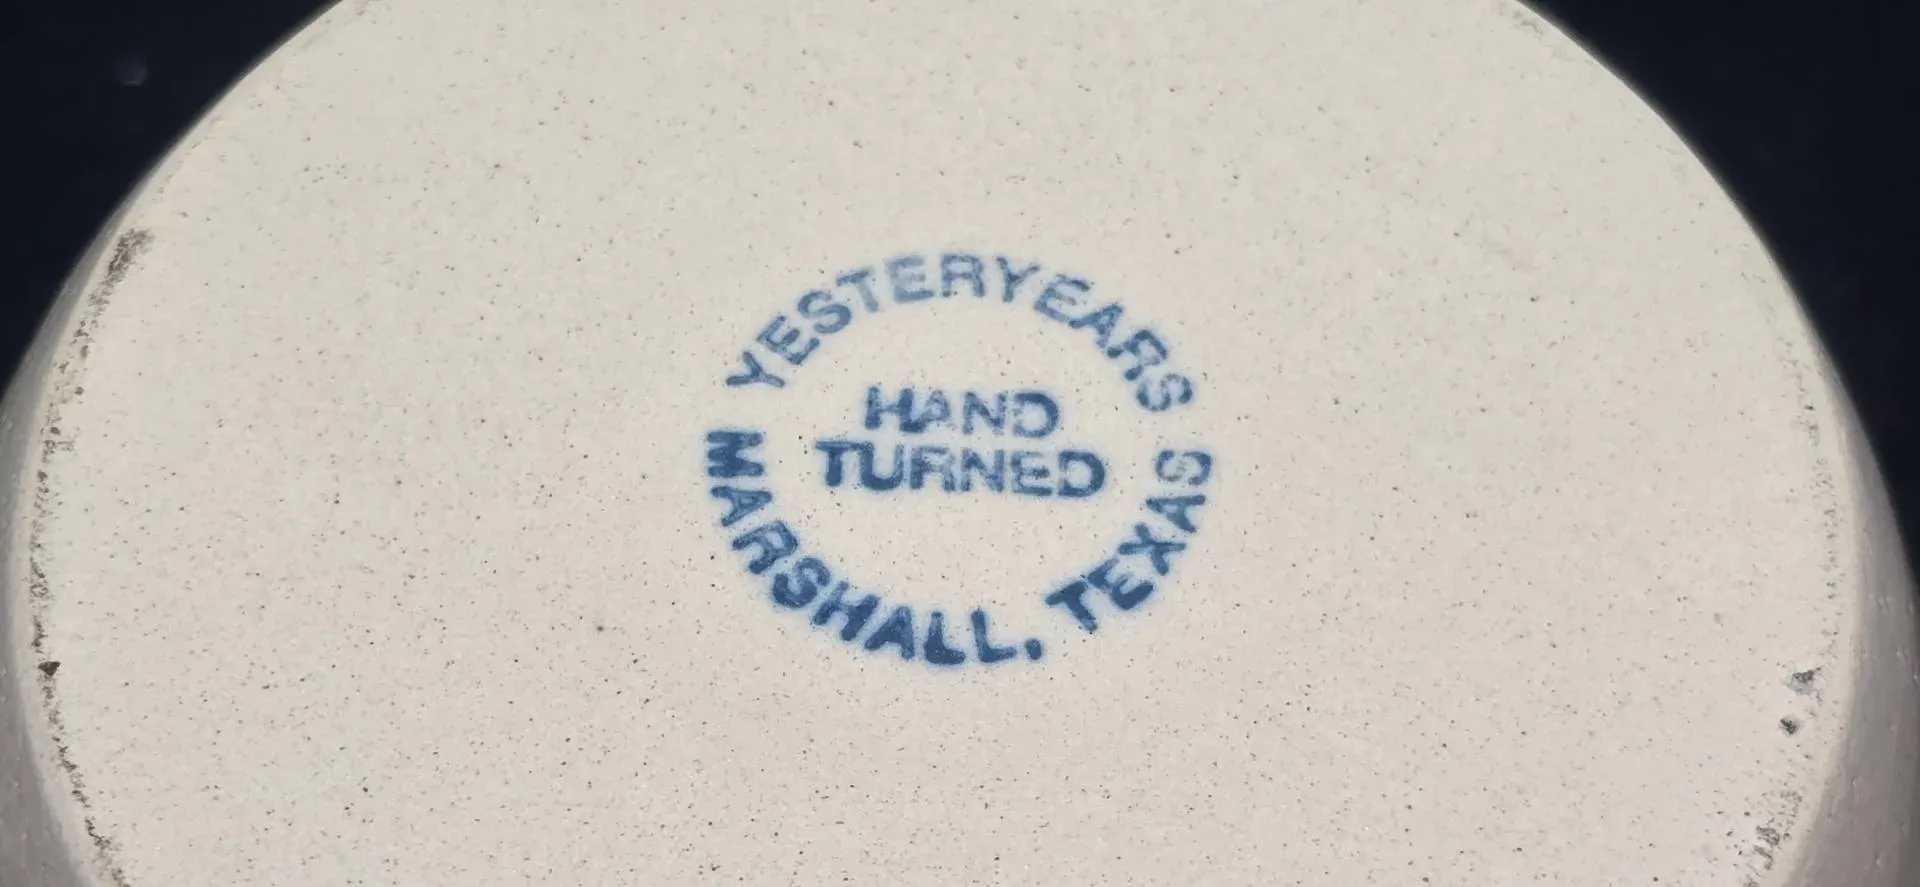 YESTERYEARS
HAND
TURNED
MARSHALL, TEXAS